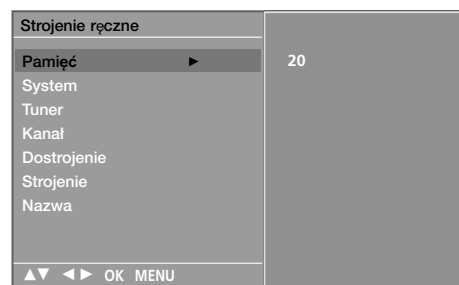 Strojenie ręczne
Pamięć ► 20
System
Tuner
Kanał
Dostrojenie
Strojenie
Nazwa
▲▼ ◄► OK MENU